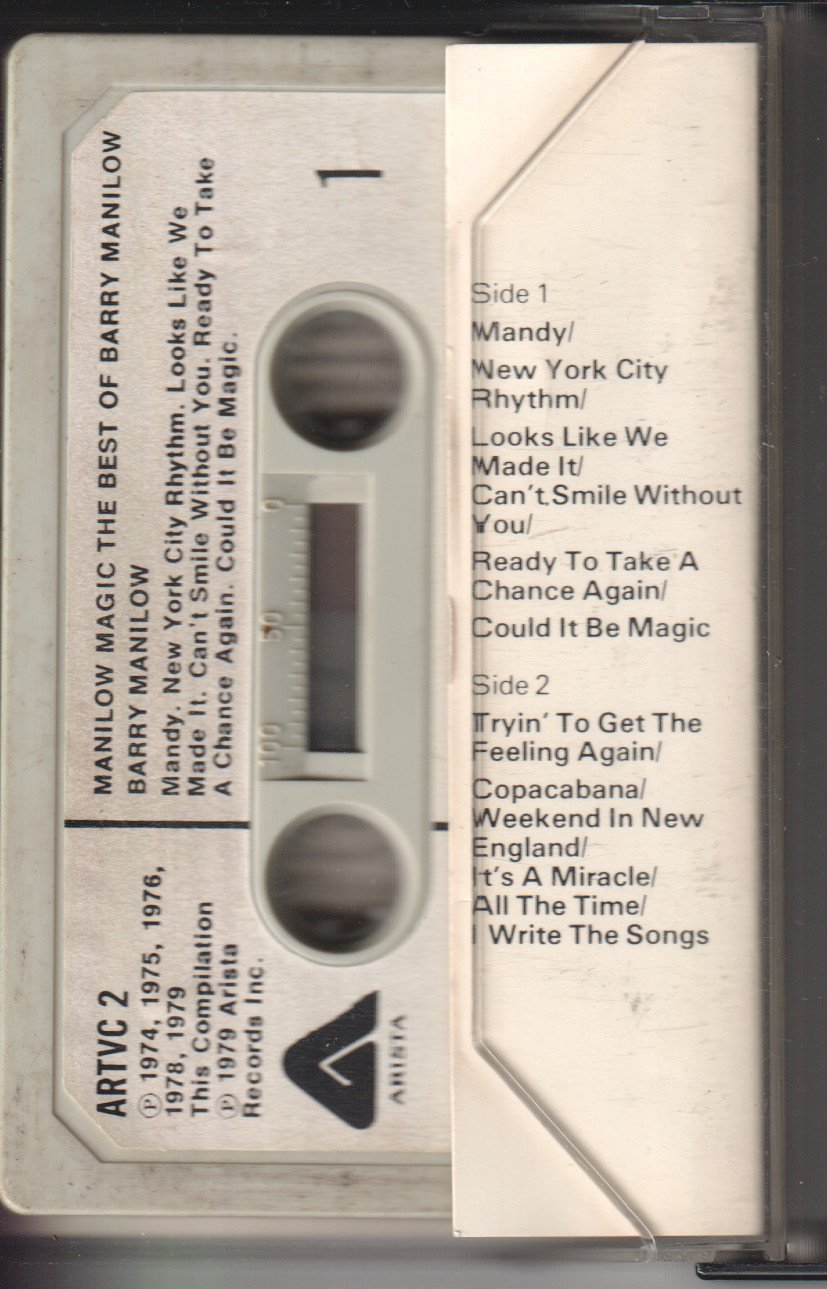 MANILOW MAGIC THE BEST OF BARRY MANILOW
BARRY MANILOW
Mandy. New York City Rhythm. Looks Like We
Made It. Can't Smile Without You. Ready To Take
A Chance Again. Could It Be Magic.
1
0
50
100
ARTVC 2
Ⓟ 1974, 1975, 1976,
1978, 1979
This Compilation
Ⓟ 1979 Arista
Records Inc.
ARISTA
Side 1
Mandy/
New York City
Rhythm/
Looks Like We
Made It/
Can't Smile Without
You/
Ready To Take A
Chance Again/
Could It Be Magic
Side 2
Tryin' To Get The
Feeling Again/
Copacabana/
Weekend In New
England/
It's A Miracle/
All The Time/
I Write The Songs